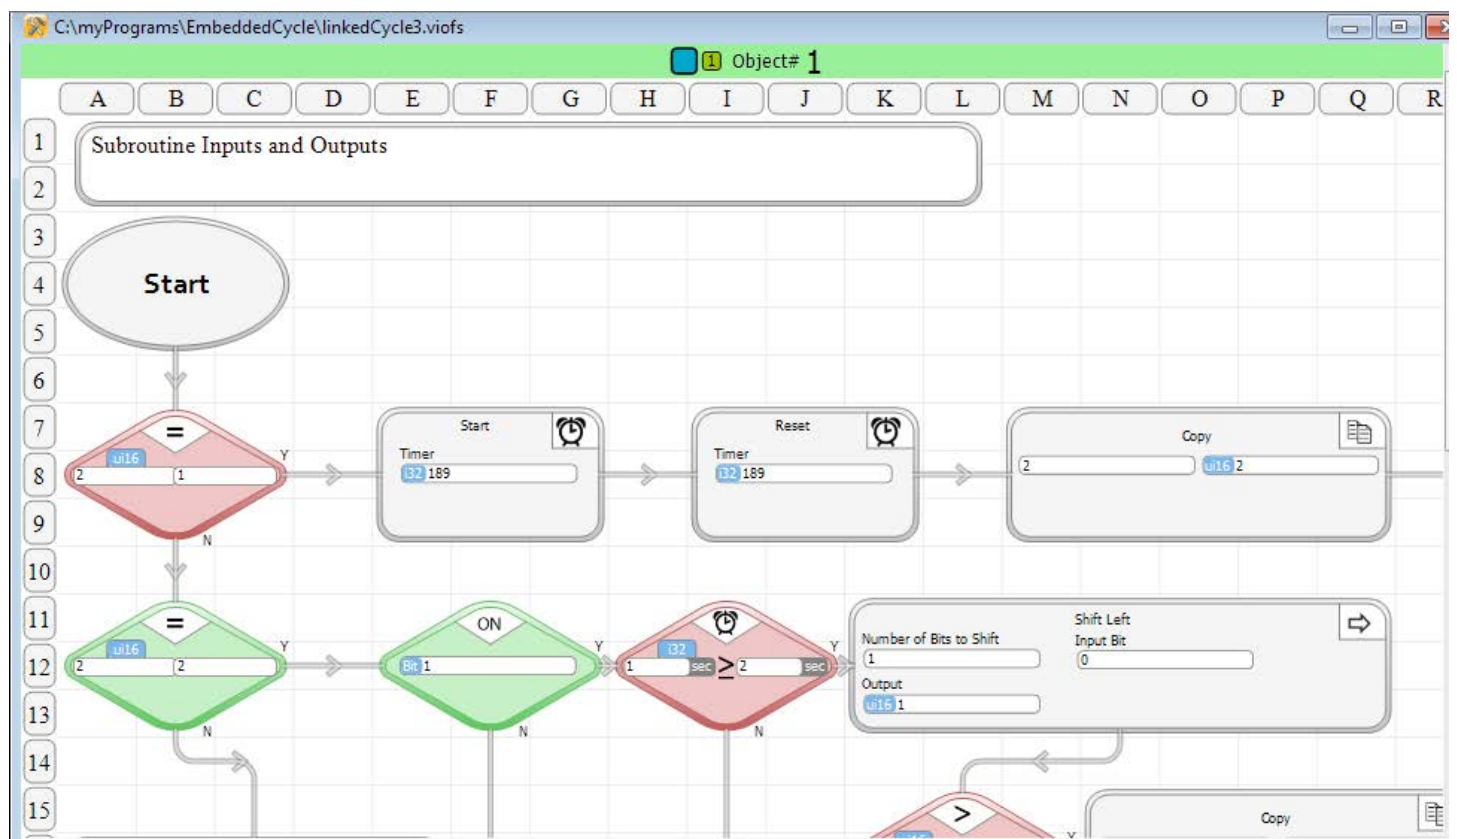 C:\myPrograms\EmbeddedCycle\linkedCycle3.viofs
1 Object# 1
A B C D E F G H I J K L M N O P Q R
1
Subroutine Inputs and Outputs
2
3
4
Start
5
6
7
=
Start
Reset
Copy
ui16
Y
Timer
Timer
8
2 1
i32 189
i32 189
2
ui16 2
9
N
10
11
=
ON
Shift Left
Number of Bits to Shift
Input Bit
ui16
Y
Y
i32
Y
12
2 2
Bit 1
1 sec ≥ 2 sec
1
0
Output
13
ui16 1
N
N
N
14
15
>
Copy
Y